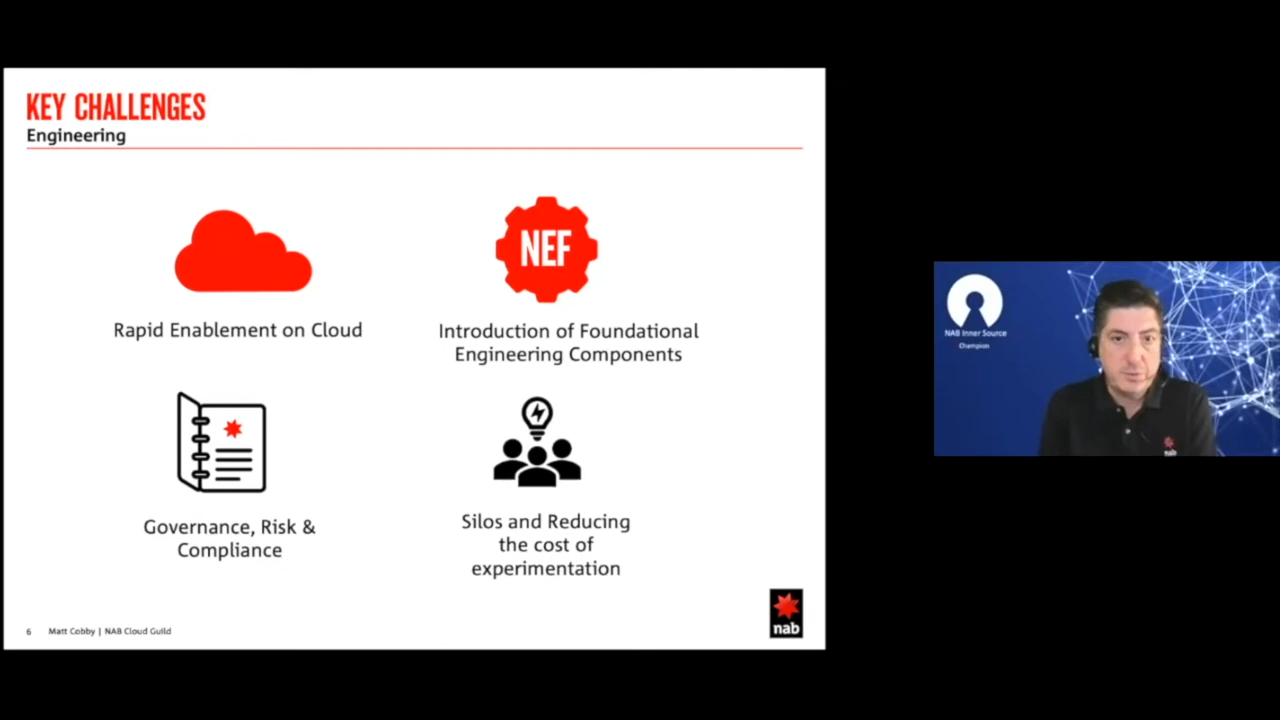 KEY CHALLENGES
Engineering
NEF
Rapid Enablement on Cloud
Introduction of Foundational
Engineering Components
Governance, Risk &
Compliance
Silos and Reducing
the cost of
experimentation
nab
6 Matt Cobby | NAB Cloud Guild
NAB Inner Source
Champion
nab